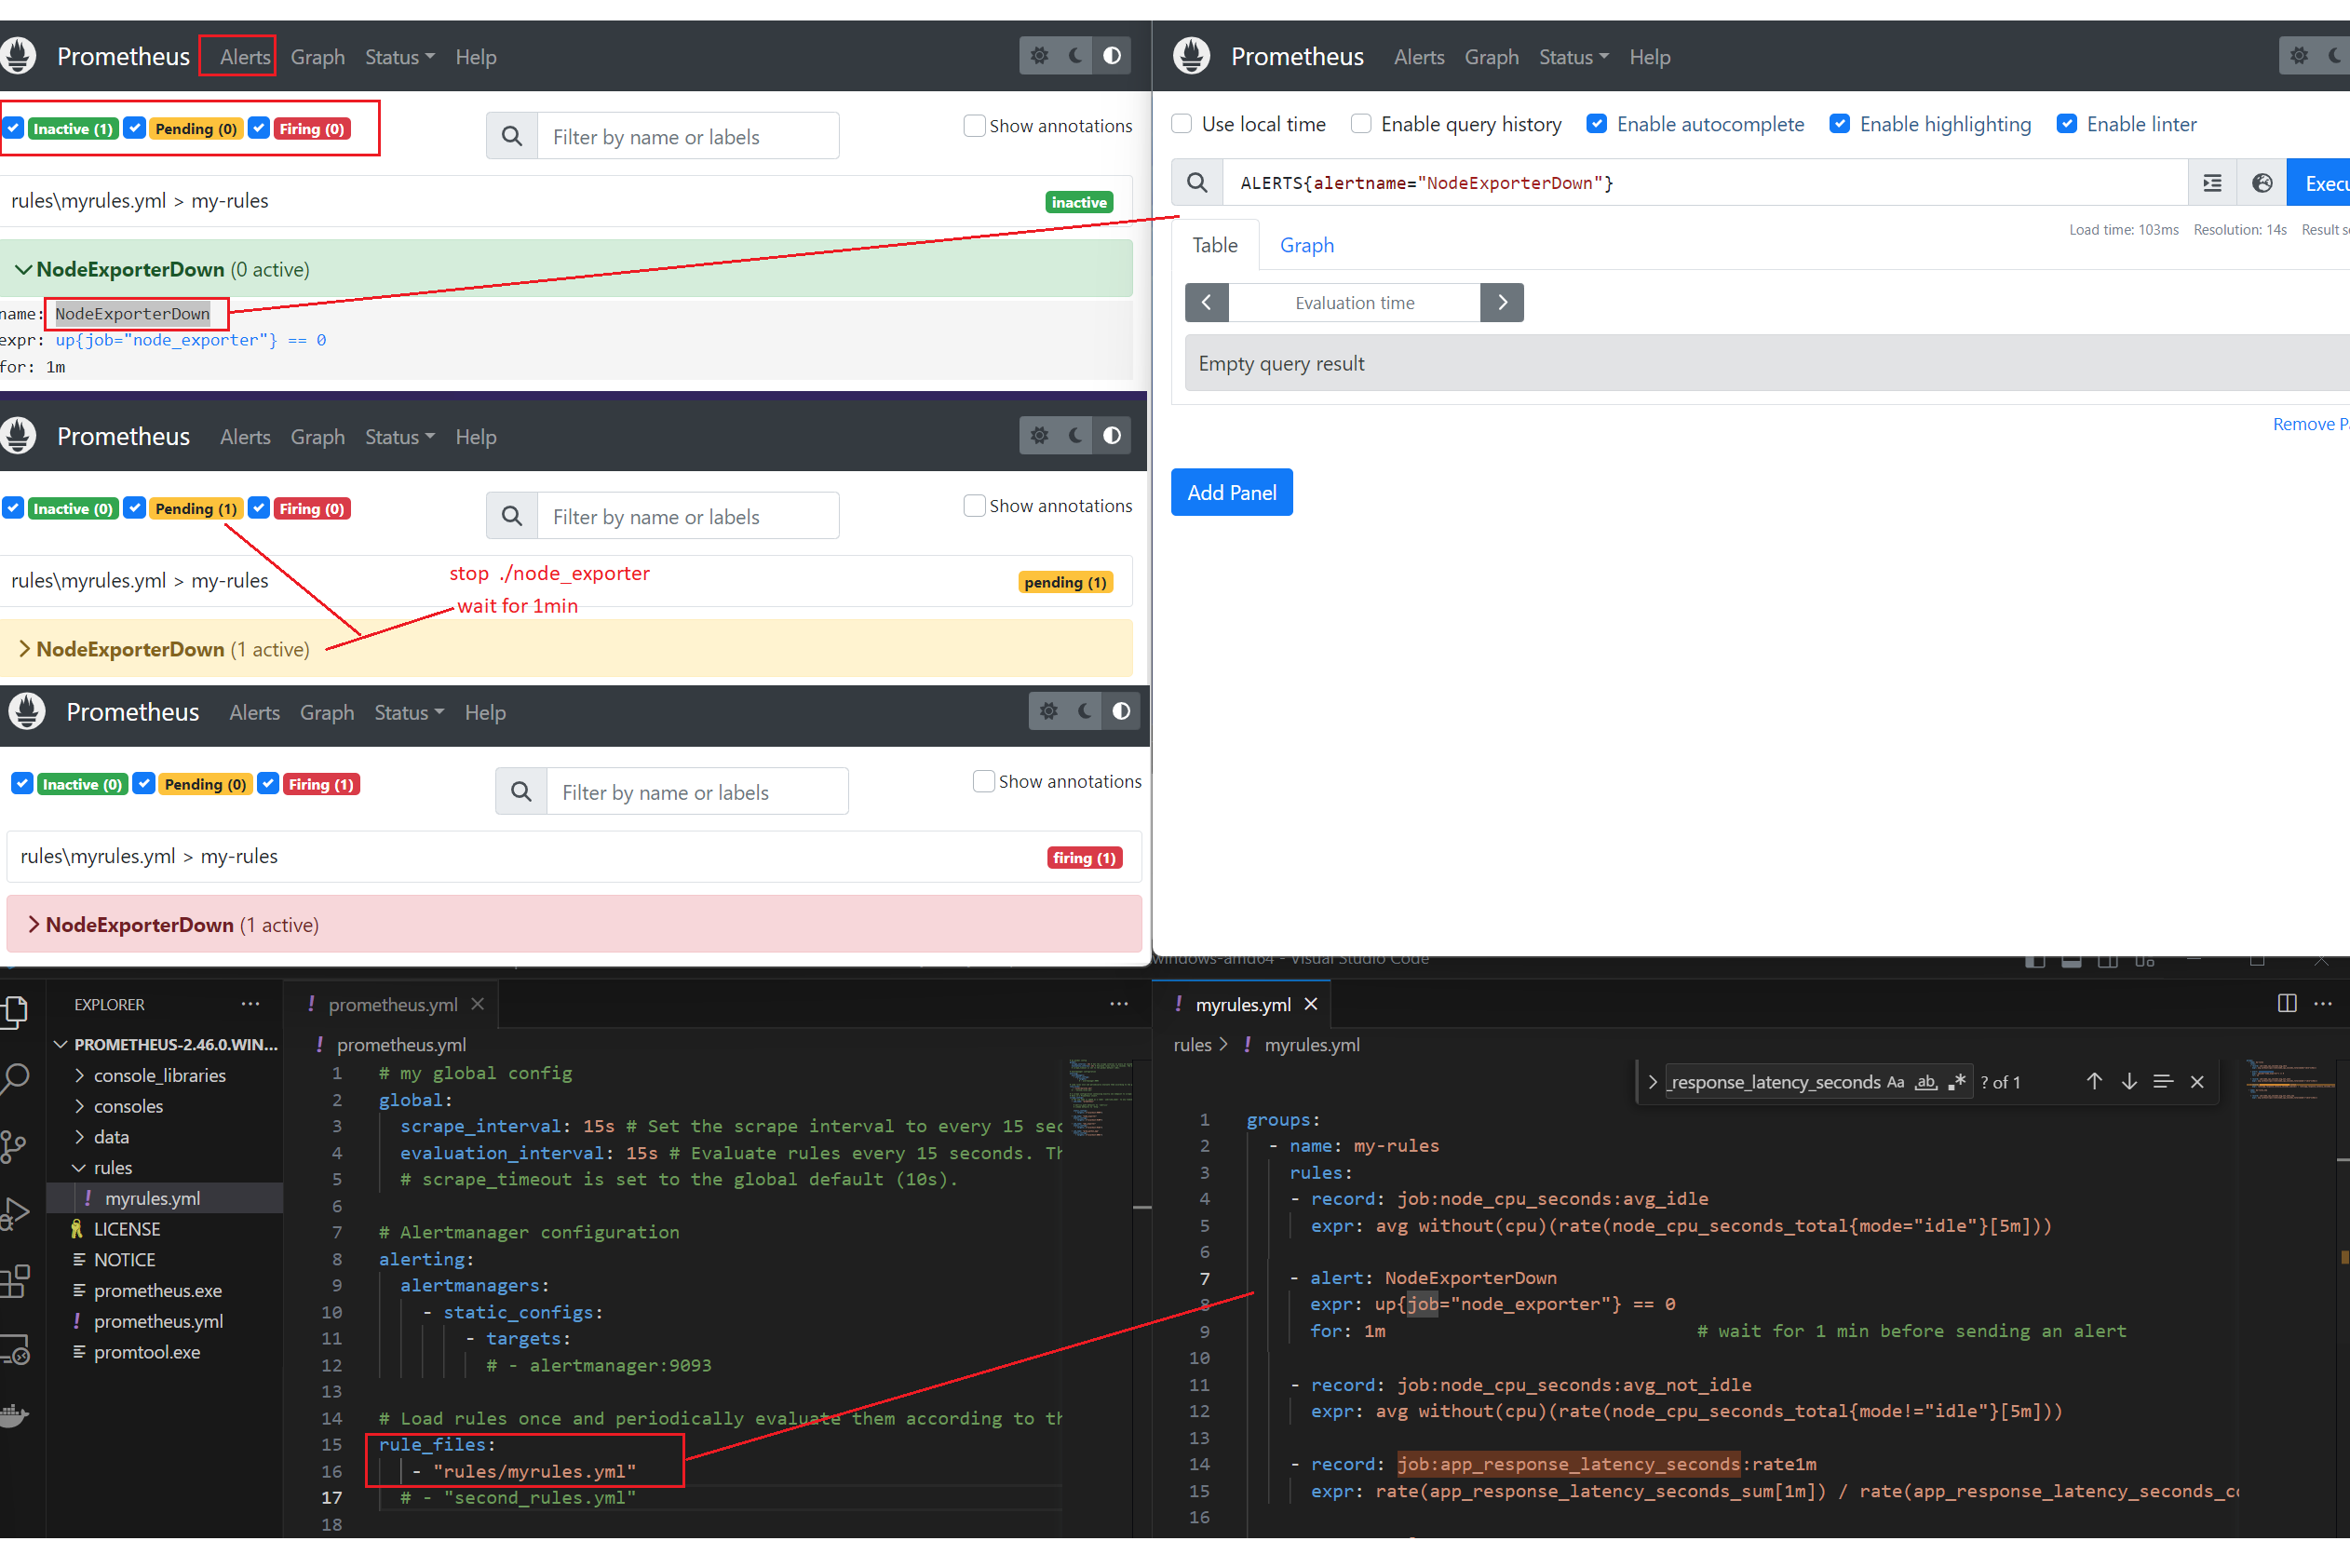 Prometheus Alerts Graph Status Help
Inactive (1) Pending (0) Firing (0)
Filter by name or labels
Show annotations
rules\myrules.yml > my-rules
inactive
NodeExporterDown (0 active)
name: NodeExporterDown
expr: up{job="node_exporter"} == 0
for: 1m
Prometheus Alerts Graph Status Help
Inactive (0) Pending (1) Firing (0)
Filter by name or labels
Show annotations
rules\myrules.yml > my-rules
pending (1)
stop ./node_exporter
wait for 1min
NodeExporterDown (1 active)
Prometheus Alerts Graph Status Help
Inactive (0) Pending (0) Firing (1)
Filter by name or labels
Show annotations
rules\myrules.yml > my-rules
firing (1)
NodeExporterDown (1 active)
Prometheus Alerts Graph Status Help
Use local time Enable query history Enable autocomplete Enable highlighting Enable linter
ALERTS{alertname="NodeExporterDown"}
Execu
Load time: 103ms Resolution: 14s Result s
Table Graph
Evaluation time
Empty query result
Remove P
Add Panel
windows-amd64 - Visual Studio Code
EXPLORER
PROMETHEUS-2.46.0.WIN...
console_libraries
consoles
data
rules
myrules.yml
LICENSE
NOTICE
prometheus.exe
prometheus.yml
promtool.exe
prometheus.yml
prometheus.yml
1 # my global config
2 global:
3 scrape_interval: 15s # Set the scrape interval to every 15 sec
4 evaluation_interval: 15s # Evaluate rules every 15 seconds. Th
5 # scrape_timeout is set to the global default (10s).
6
7 # Alertmanager configuration
8 alerting:
9 alertmanagers:
10 - static_configs:
11 - targets:
12 # - alertmanager:9093
13
14 # Load rules once and periodically evaluate them according to th
15 rule_files:
16 - "rules/myrules.yml"
17 # - "second_rules.yml"
18
myrules.yml
rules > myrules.yml
_response_latency_seconds Aa ab .* ? of 1
1 groups:
2 - name: my-rules
3 rules:
4 - record: job:node_cpu_seconds:avg_idle
5 expr: avg without(cpu)(rate(node_cpu_seconds_total{mode="idle"}[5m]))
6
7 - alert: NodeExporterDown
8 expr: up{job="node_exporter"} == 0
9 for: 1m # wait for 1 min before sending an alert
10
11 - record: job:node_cpu_seconds:avg_not_idle
12 expr: avg without(cpu)(rate(node_cpu_seconds_total{mode!="idle"}[5m]))
13
14 - record: job:app_response_latency_seconds:rate1m
15 expr: rate(app_response_latency_seconds_sum[1m]) / rate(app_response_latency_seconds_co
16